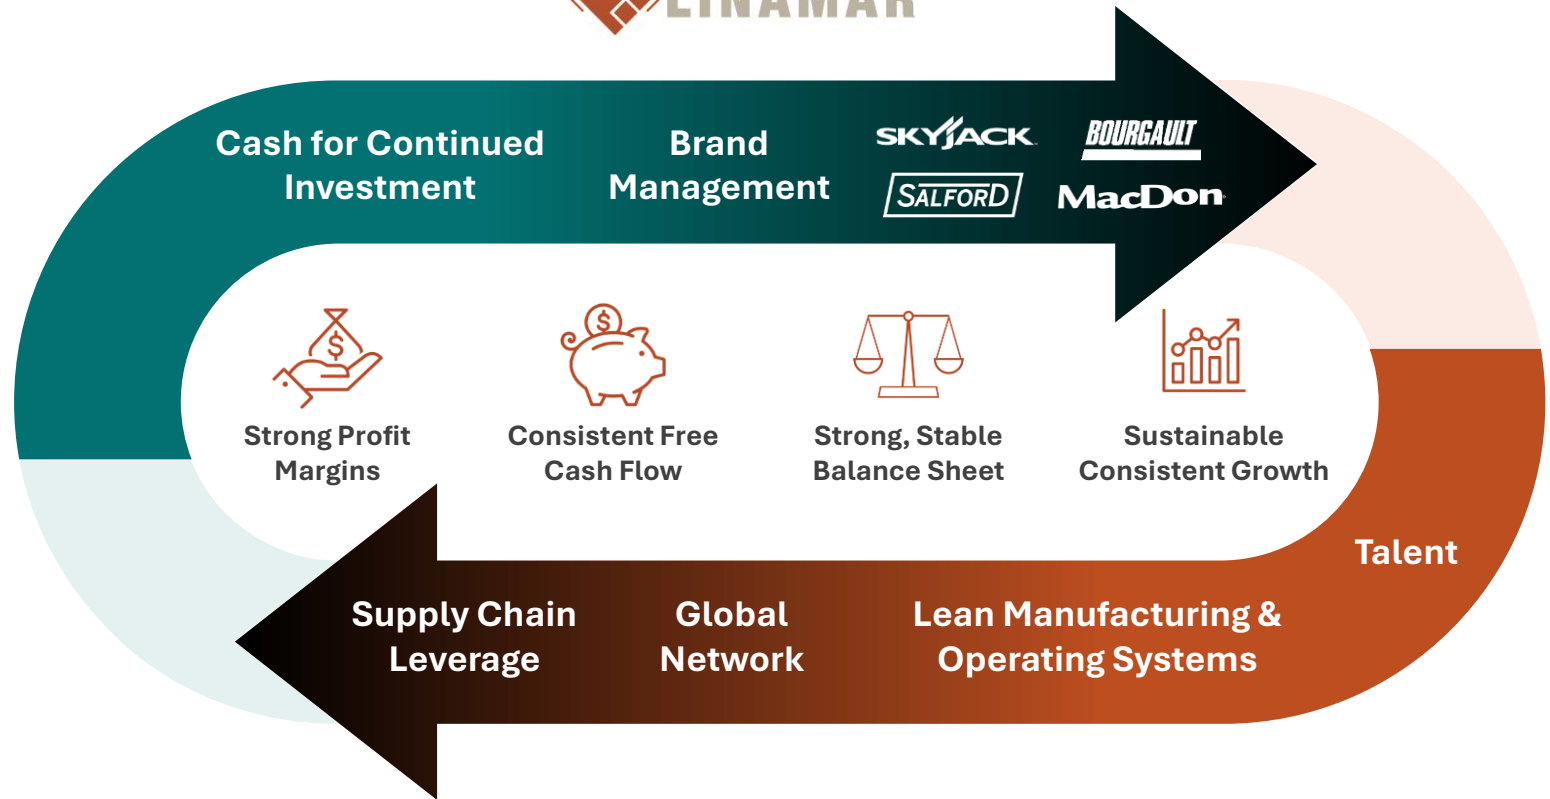 LINAMAR
Cash for Continued
Investment
Brand
Management
SKYJACK
BOURGAULT
SALFORD
MacDon
$
$
Strong Profit
Margins
Consistent Free
Cash Flow
Strong, Stable
Balance Sheet
Sustainable
Consistent Growth
Talent
Supply Chain
Leverage
Global
Network
Lean Manufacturing &
Operating Systems